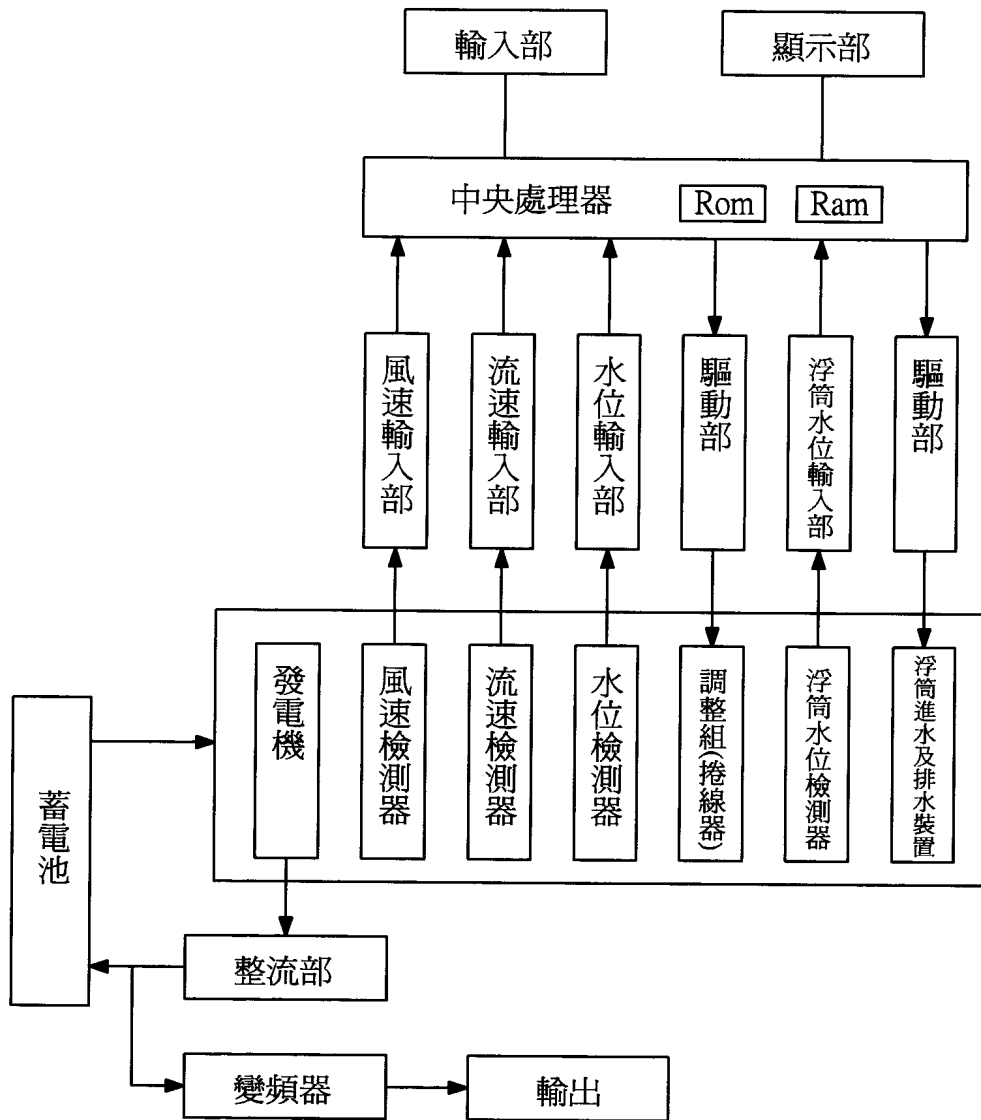 輸入部
顯示部
中央處理器
Rom
Ram
風速輸入部
流速輸入部
水位輸入部
驅動部
浮筒水位輸入部
驅動部
發電機
風速檢測器
流速檢測器
水位檢測器
調整組(捲線器)
浮筒水位檢測器
浮筒進水及排水裝置
蓄電池
整流部
變頻器
輸出